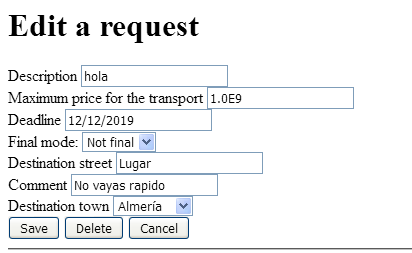 Edit a request
Description hola
Maximum price for the transport 1.0E9
Deadline 12/12/2019
Final mode: Not final
Destination street Lugar
Comment No vayas rapido
Destination town Almería
Save Delete Cancel